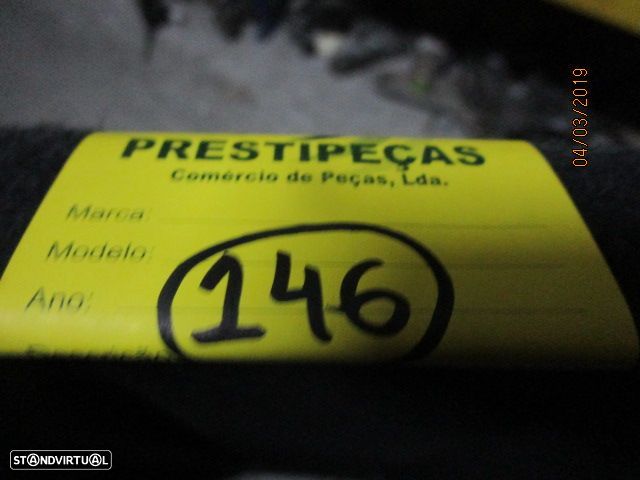 PRESTIPEÇAS
Comércio de Peças, Lda.
Marca:
Modelo:
Ano:
146
04/03/2019
STANDVIRTUAL